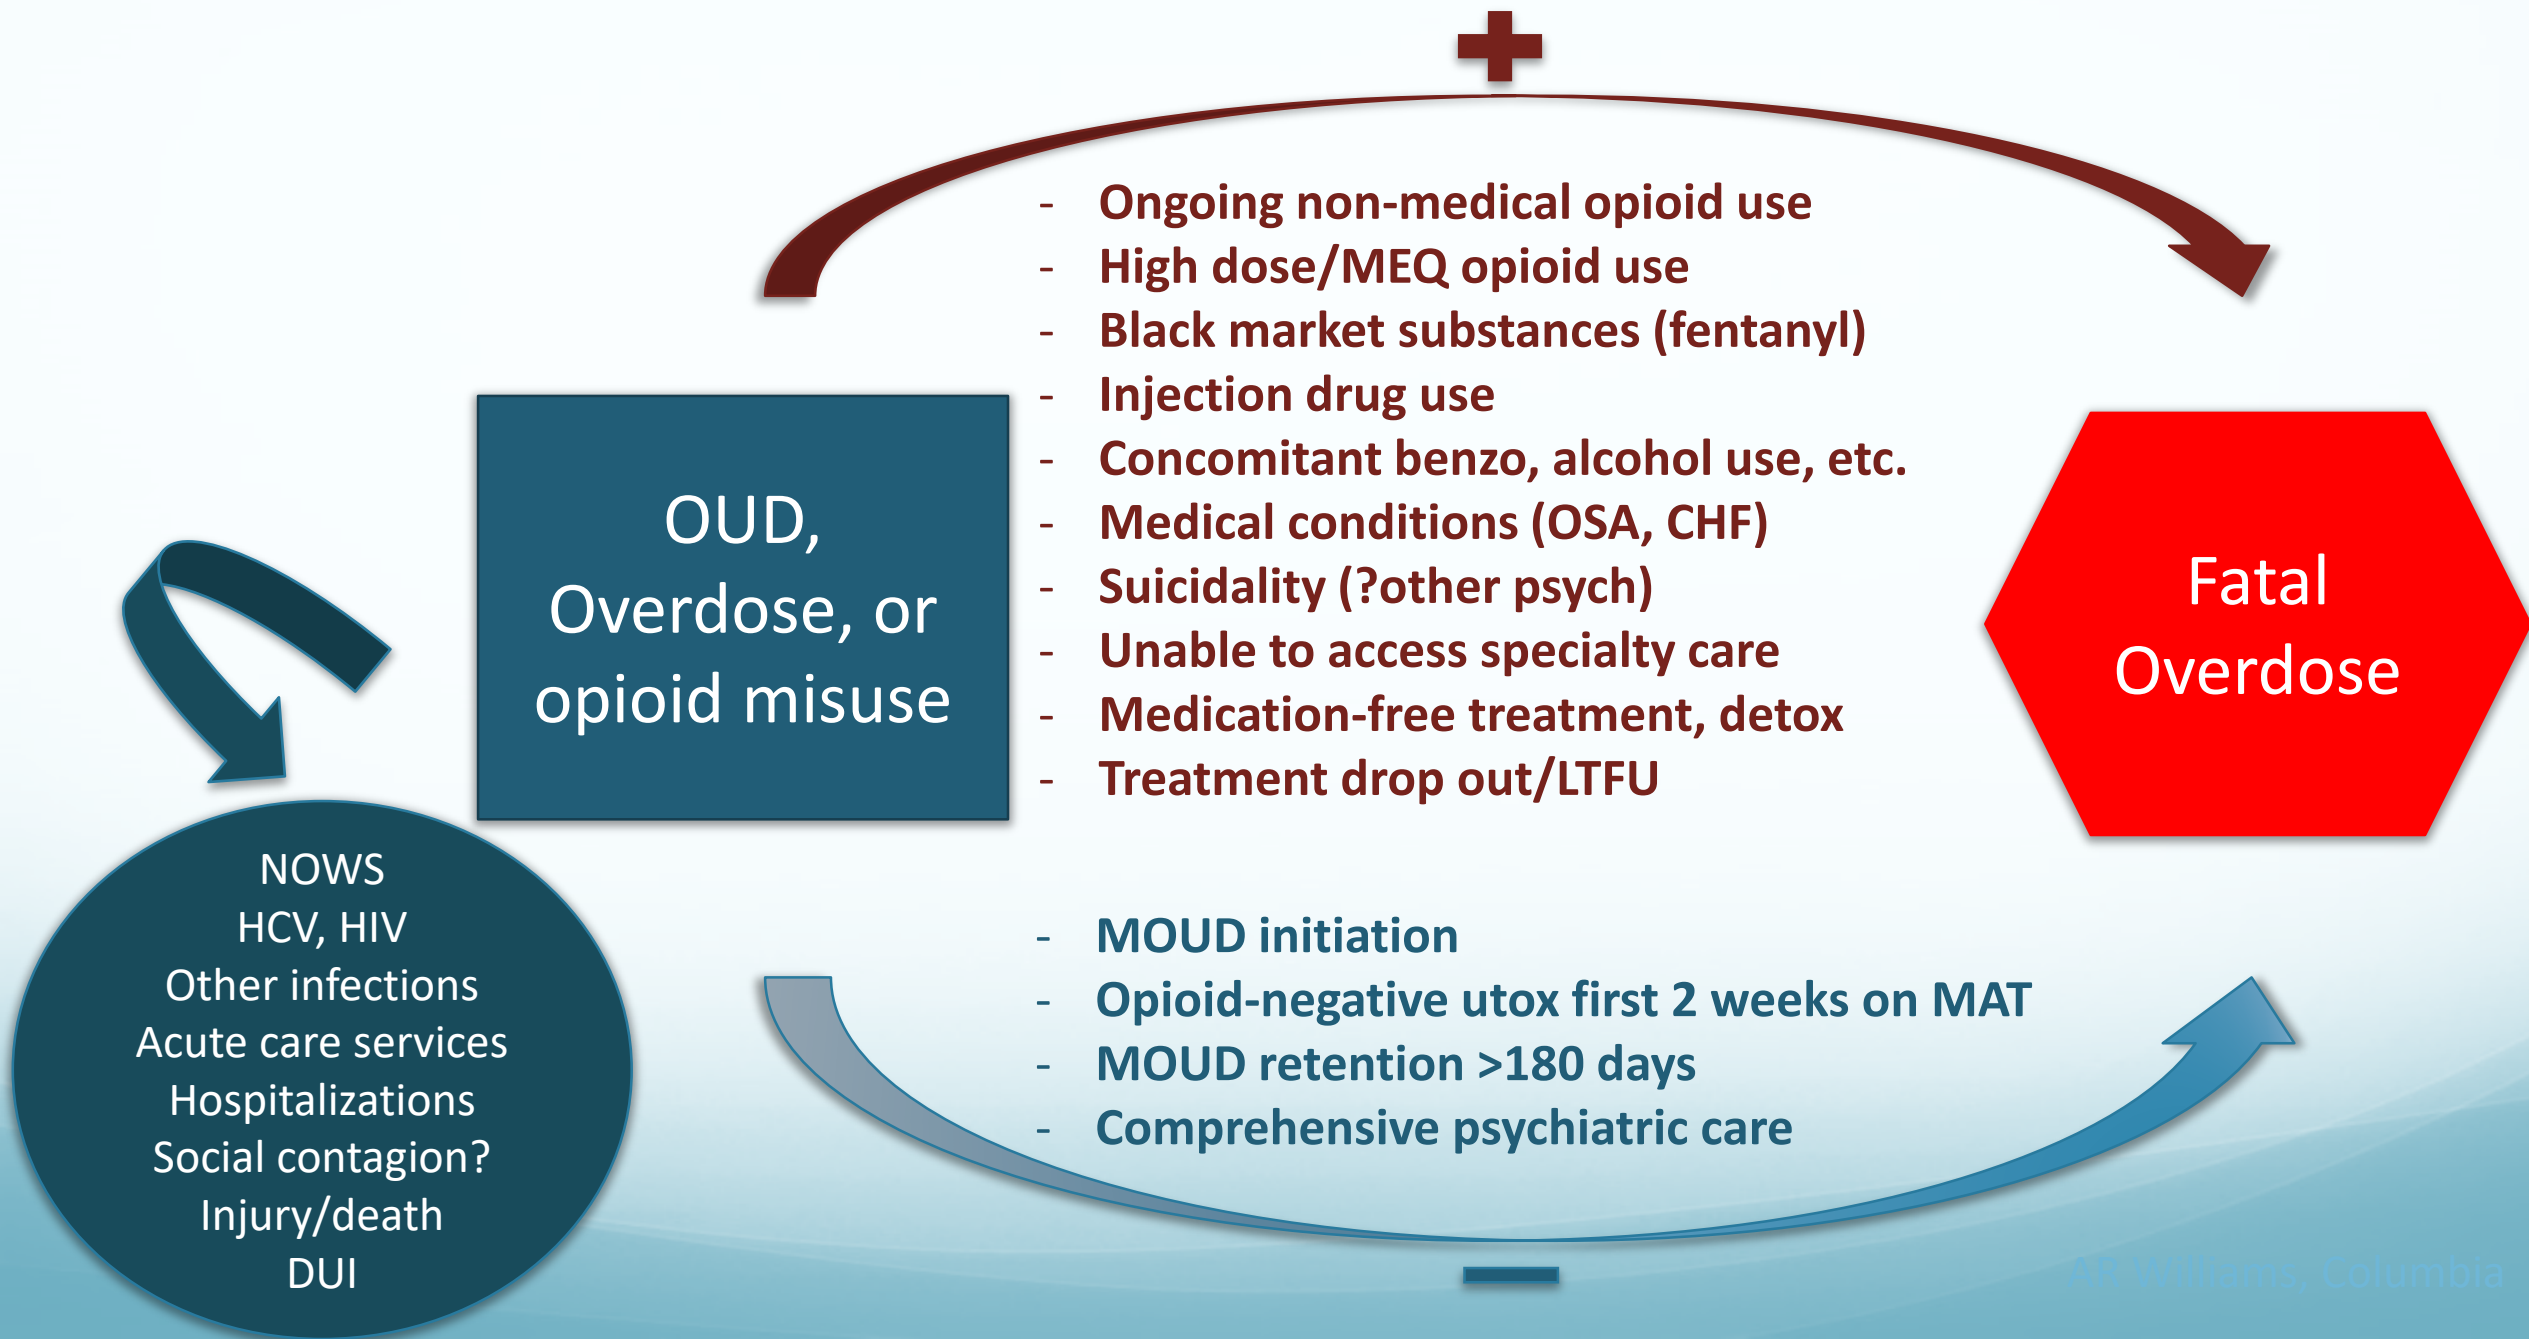 - Ongoing non-medical opioid use
- High dose/MEQ opioid use
- Black market substances (fentanyl)
- Injection drug use
- Concomitant benzo, alcohol use, etc.
- Medical conditions (OSA, CHF)
- Suicidality (?other psych)
- Unable to access specialty care
- Medication-free treatment, detox
- Treatment drop out/LTFU
OUD,
Overdose, or
opioid misuse
Fatal
Overdose
NOWS
HCV, HIV
Other infections
Acute care services
Hospitalizations
Social contagion?
Injury/death
DUI
- MOUD initiation
- Opioid-negative utox first 2 weeks on MAT
- MOUD retention >180 days
- Comprehensive psychiatric care
AR Williams, Columbia